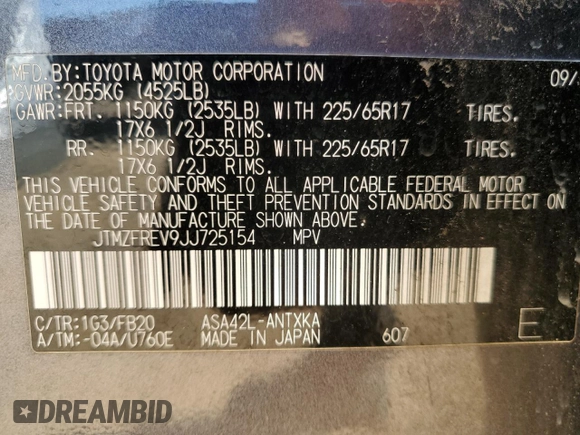 MFD.BY:TOYOTA MOTOR CORPORATION 09/
GVWR:2055KG (4525LB)
GAWR:FRT. 1150KG (2535LB) WITH 225/65R17 TIRES.
17X6 1/2J RIMS.
RR. 1150KG (2535LB) WITH 225/65R17 TIRES.
17X6 1/2J RIMS.
THIS VEHICLE CONFORMS TO ALL APPLICABLE FEDERAL MOTOR
VEHICLE SAFETY AND THEFT PREVENTION STANDARDS IN EFFECT ON
THE DATE OF MANUFACTURE SHOWN ABOVE.
JTMZFREV9JJ725154 MPV
C/TR:1G3/FB20 ASA42L-ANTXKA
A/TM:-04A/U760E MADE IN JAPAN 607 E
DREAMBID